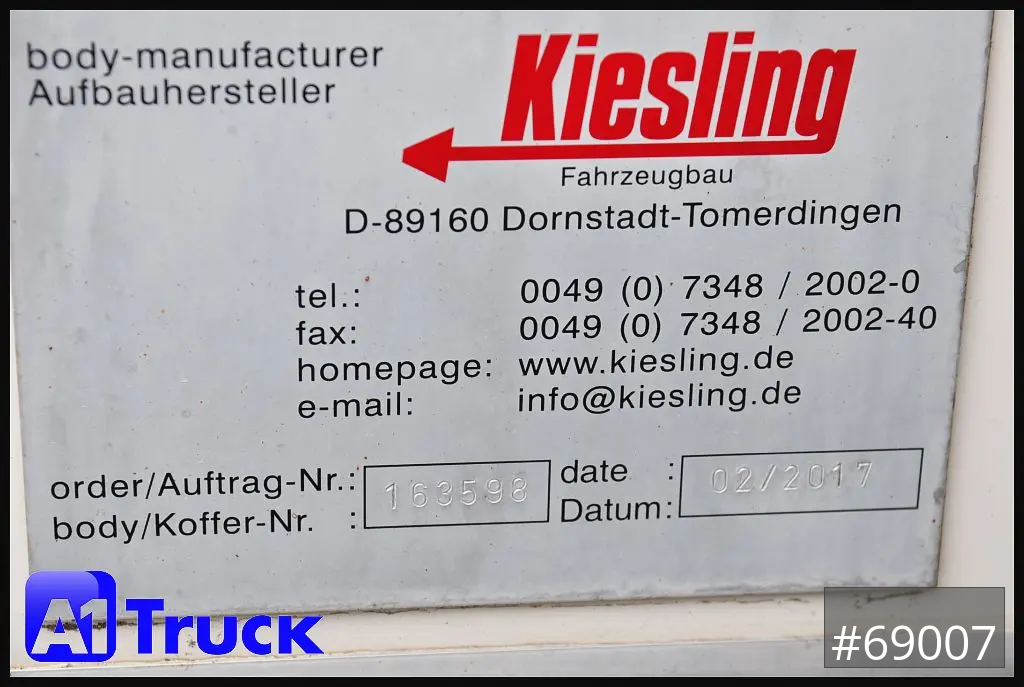 body-manufacturer
Aufbauhersteller
Kiesling
Fahrzeugbau
D-89160 Dornstadt-Tomerdingen
tel.: 0049 (0) 7348 / 2002-0
fax: 0049 (0) 7348 / 2002-40
homepage: www.kiesling.de
e-mail: info@kiesling.de
order/Auftrag-Nr.: 163598 date :
body/Koffer-Nr. : Datum: 02/2017
A1 Truck
#69007